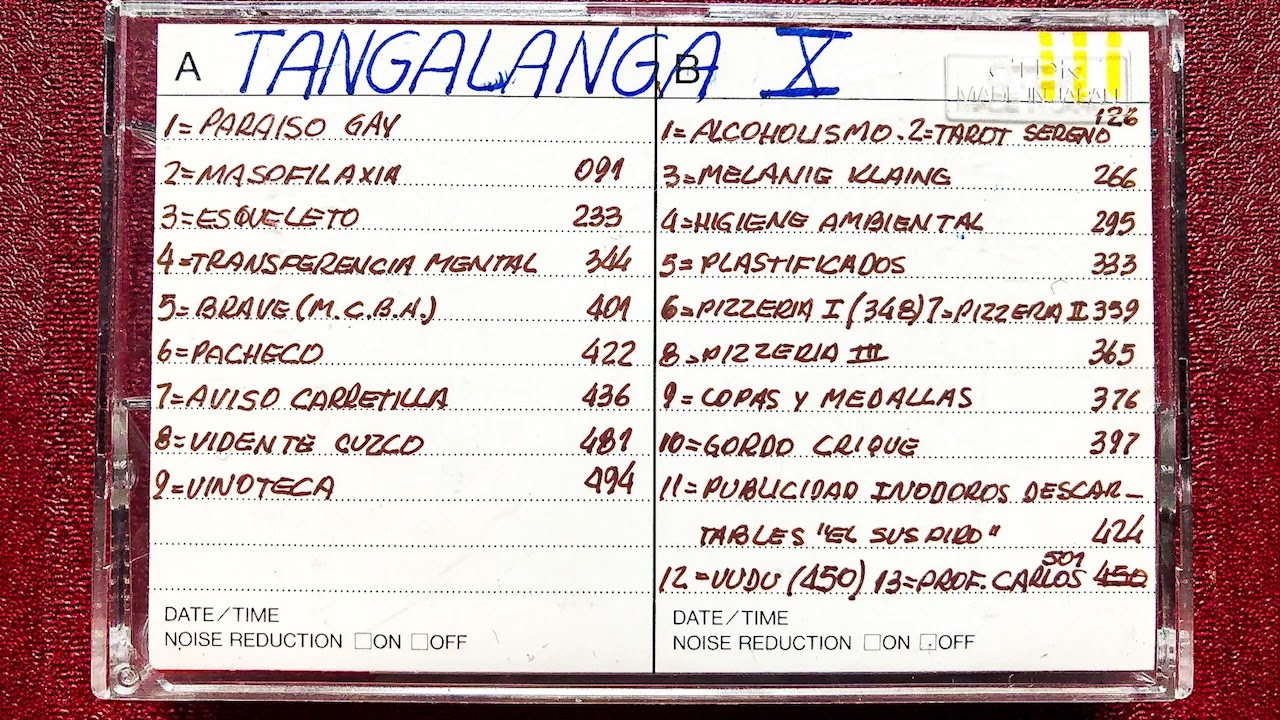 A TANGALANGA X B
MADE IN JAPAN
1=PARAISO GAY
2=MASOFILAXIA 091
3=ESQUELETO 233
4=TRANSFERENCIA MENTAL 344
5=BRAVE (M.C.B.H.) 401
6=PACHECO 422
7=AVISO CARRETILLA 436
8=VIDENTE CUZCO 481
9=VINOTECA 494
DATE/TIME
NOISE REDUCTION ☐ON ☐OFF
1=ALCOHOLISMO. 2=TAROT SERENO 126
3=MELANIE KLAING 266
4=HIGIENE AMBIENTAL 295
5=PLASTIFICADOS 333
6=PIZZERIA I (348) 7=PIZZERIA II 359
8=PIZZERIA III 365
9=COPAS Y MEDALLAS 376
10=GORDO CRIQUE 397
11=PUBLICIDAD INODOROS DESCAR-
TABLES "EL SUSPIRO" 424
12=VUDU (450) 13=PROF. CARLOS 501 450
DATE/TIME
NOISE REDUCTION ☐ON ☐OFF